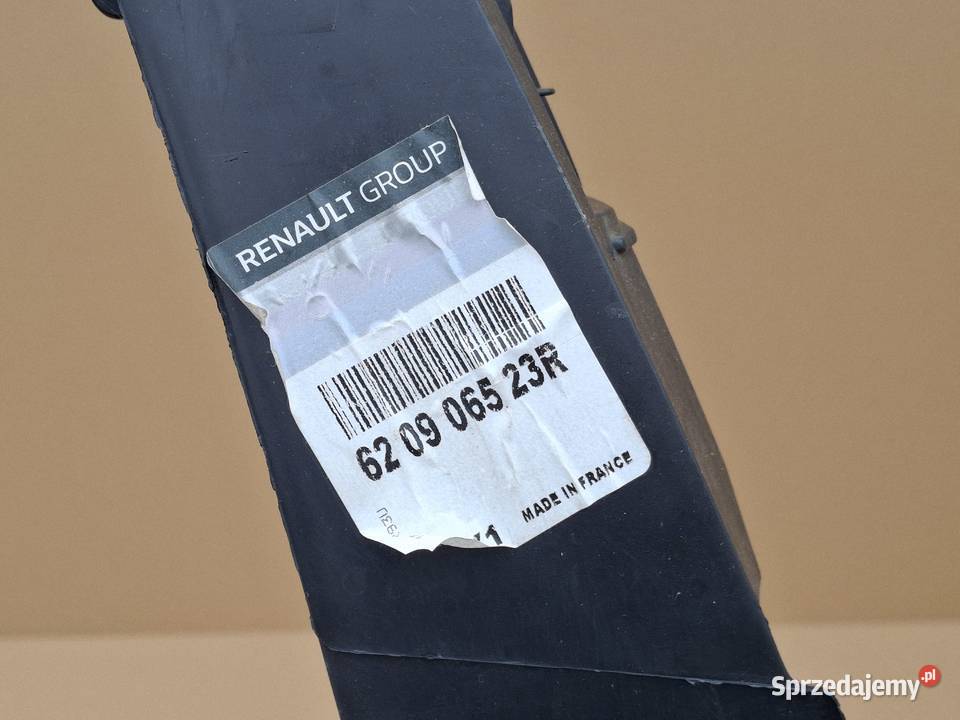 RENAULT GROUP
62 09 065 23R
MADE IN FRANCE
Sprzedajemy.pl